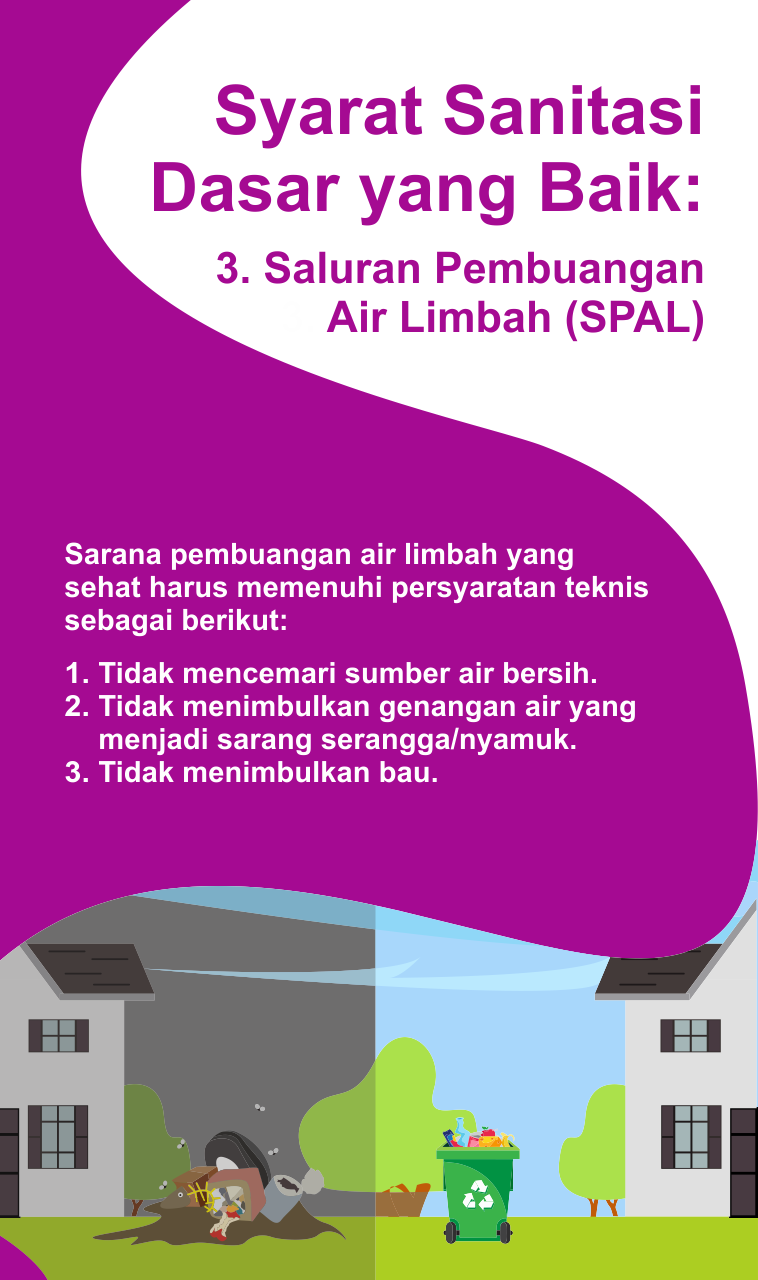 Syarat Sanitasi
Dasar yang Baik:
3. Saluran Pembuangan
Air Limbah (SPAL)
Sarana pembuangan air limbah yang
sehat harus memenuhi persyaratan teknis
sebagai berikut:
1. Tidak mencemari sumber air bersih.
2. Tidak menimbulkan genangan air yang
menjadi sarang serangga/nyamuk.
3. Tidak menimbulkan bau.